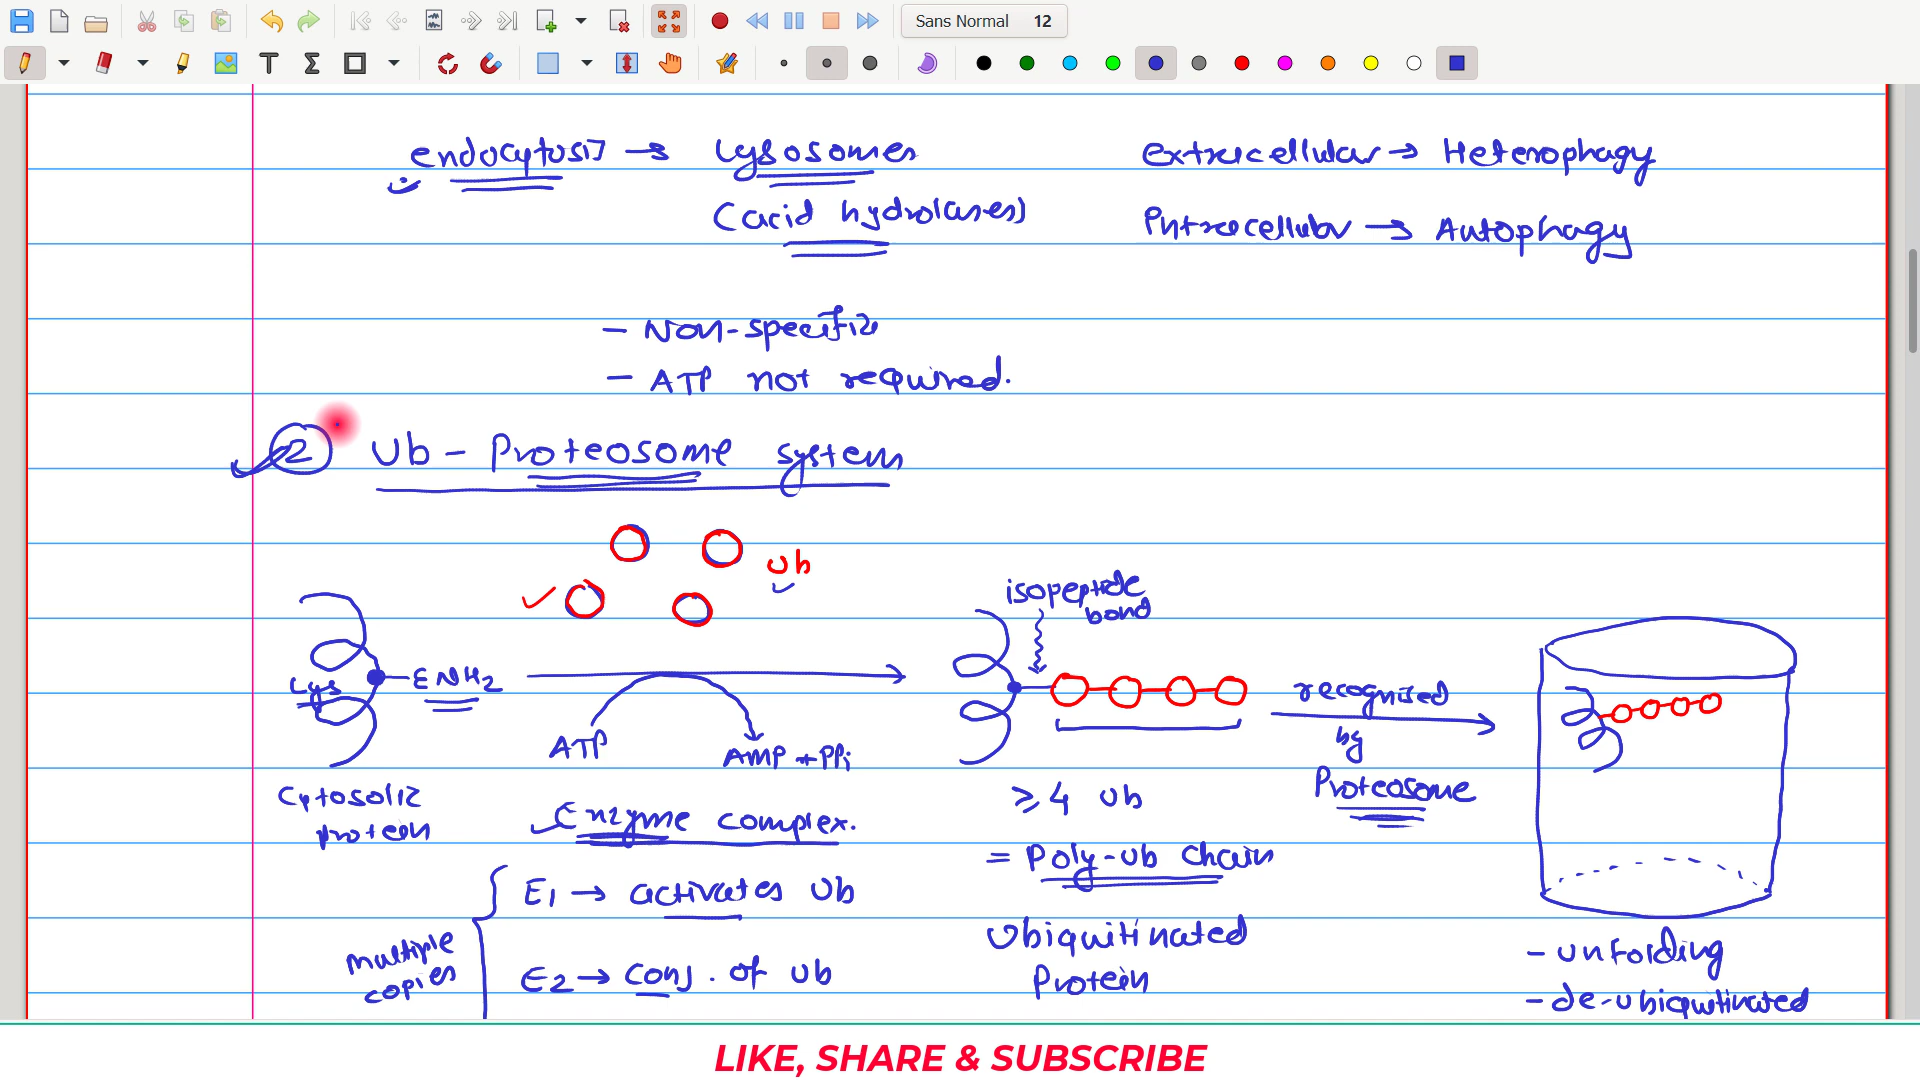 Sans Normal 12
endocytosis → Lysosomes
(acid hydrolases)
extracellular → Heterophagy
Intracellular → Autophagy
- Non-specific
- ATP not required.
2 Ub - Proteosome system
Ub
Lys
ENH2
Cytosolic
protein
ATP
AMP + PPi
Enzyme complex.
multiple
copies
E1 → activates Ub
E2 → conj. of Ub
isopeptide
bond
≥ 4 Ub
= Poly-ub chain
Ubiquitinated
Protein
recognized
by
Proteasome
- unfolding
- de-ubiquitinated
LIKE, SHARE & SUBSCRIBE